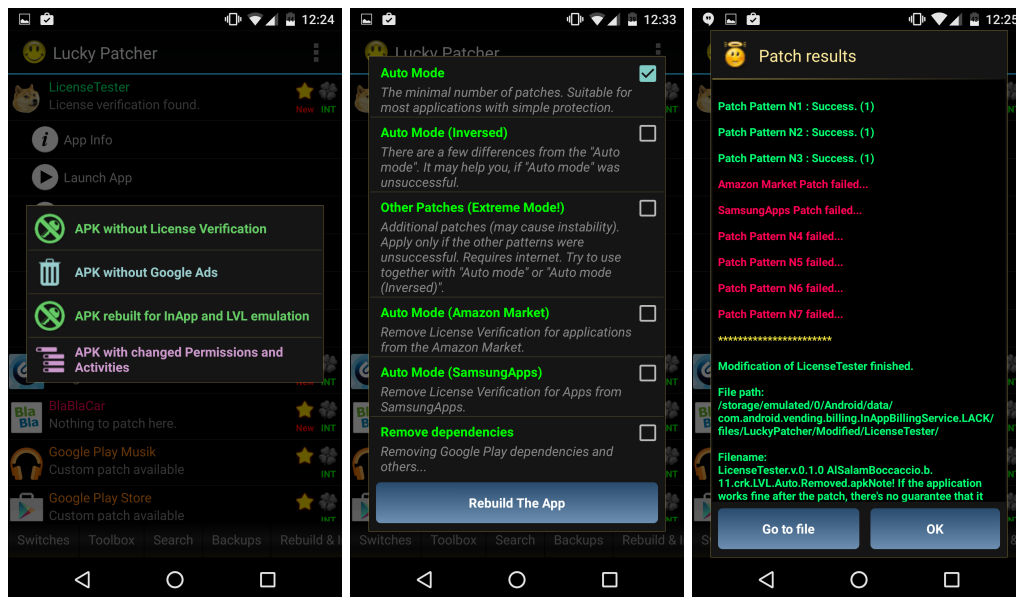 12:24
Lucky Patcher
LicenseTester
License verification found.
New INT
App Info
Launch App
APK without License Verification
APK without Google Ads
APK rebuilt for InApp and LVL emulation
APK with changed Permissions and
Activities
INT
Bla
Bla
BlaBlaCar
Nothing to patch here.
New INT
Google Play Musik
Custom patch available
INT
Google Play Store
Custom patch available
INT
Switches Toolbox Search Backups Rebuild & I
12:33
Lucky Patcher
Auto Mode
The minimal number of patches. Suitable for
most applications with simple protection.
Auto Mode (Inversed)
There are a few differences from the "Auto
mode". It may help you, if "Auto mode" was
unsuccessful.
Other Patches (Extreme Mode!)
Additional patches (may cause instability).
Apply only if the other patterns were
unsuccessful. Requires internet. Try to use
together with "Auto mode" or "Auto mode
(Inversed)".
Auto Mode (Amazon Market)
Remove License Verification for applications
from the Amazon Market.
Auto Mode (SamsungApps)
Remove License Verification for Apps from
SamsungApps.
Remove dependencies
Removing Google Play dependencies and
others...
Rebuild The App
Switches Toolbox Search Backups Rebuild & I
12:25
Patch results
Patch Pattern N1 : Success. (1)
Patch Pattern N2 : Success. (1)
Patch Pattern N3 : Success. (1)
Amazon Market Patch failed...
SamsungApps Patch failed...
Patch Pattern N4 failed...
Patch Pattern N5 failed...
Patch Pattern N6 failed...
Patch Pattern N7 failed...
***********************
Modification of LicenseTester finished.
File path:
/storage/emulated/0/Android/data/
com.android.vending.billing.InAppBillingService.LACK/
files/LuckyPatcher/Modified/LicenseTester/
Filename:
LicenseTester.v.0.1.0 AlSalamBoccaccio.b.
11.crk.LVL.Auto.Removed.apkNote! If the application
works fine after the patch, there's no guarantee that it
Go to file OK